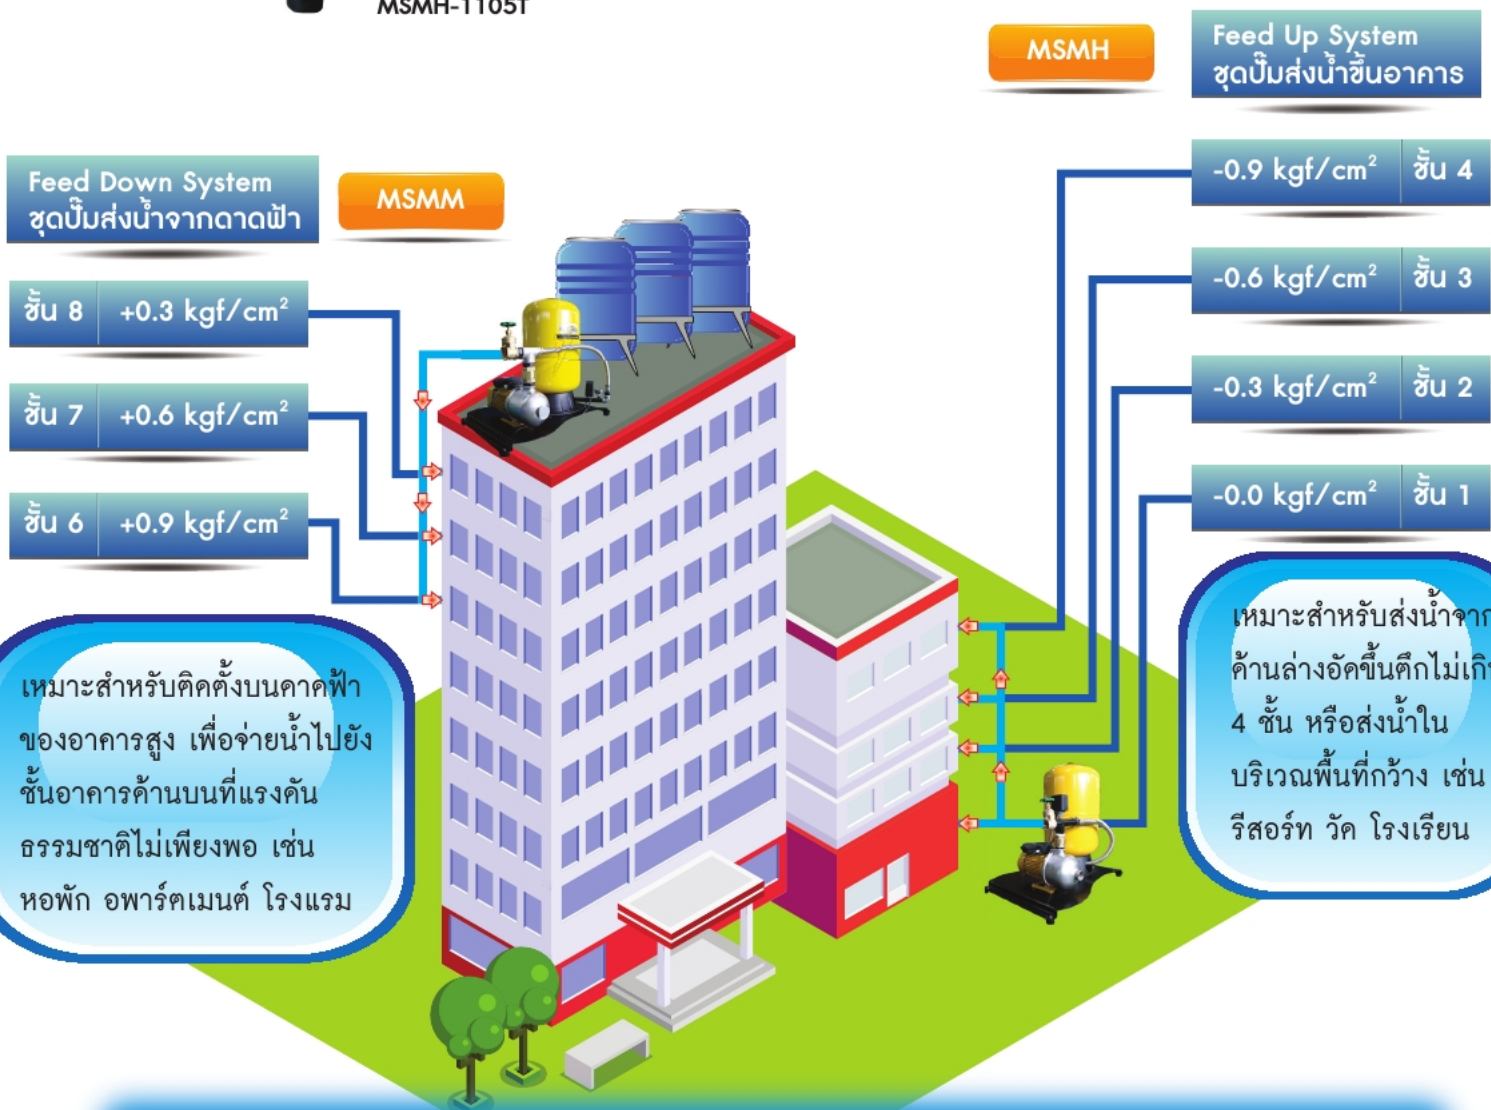 MSMH-1105T
MSMH
Feed Up System
ชุดปั๊มส่งน้ำขึ้นอาคาร
-0.9 kgf/cm² ชั้น 4
-0.6 kgf/cm² ชั้น 3
-0.3 kgf/cm² ชั้น 2
-0.0 kgf/cm² ชั้น 1
Feed Down System
ชุดปั๊มส่งน้ำจากดาดฟ้า
MSMM
ชั้น 8 +0.3 kgf/cm²
ชั้น 7 +0.6 kgf/cm²
ชั้น 6 +0.9 kgf/cm²
เหมาะสำหรับติดตั้งบนดาดฟ้า
ของอาคารสูง เพื่อจ่ายน้ำไปยัง
ชั้นอาคารด้านบนที่แรงดัน
ธรรมชาติไม่เพียงพอ เช่น
หอพัก อพาร์ตเมนต์ โรงแรม
เหมาะสำหรับส่งน้ำจาก
ด้านล่างอัดขึ้นตึกไม่เกิน
4 ชั้น หรือส่งน้ำใน
บริเวณพื้นที่กว้าง เช่น
รีสอร์ท วัด โรงเรียน